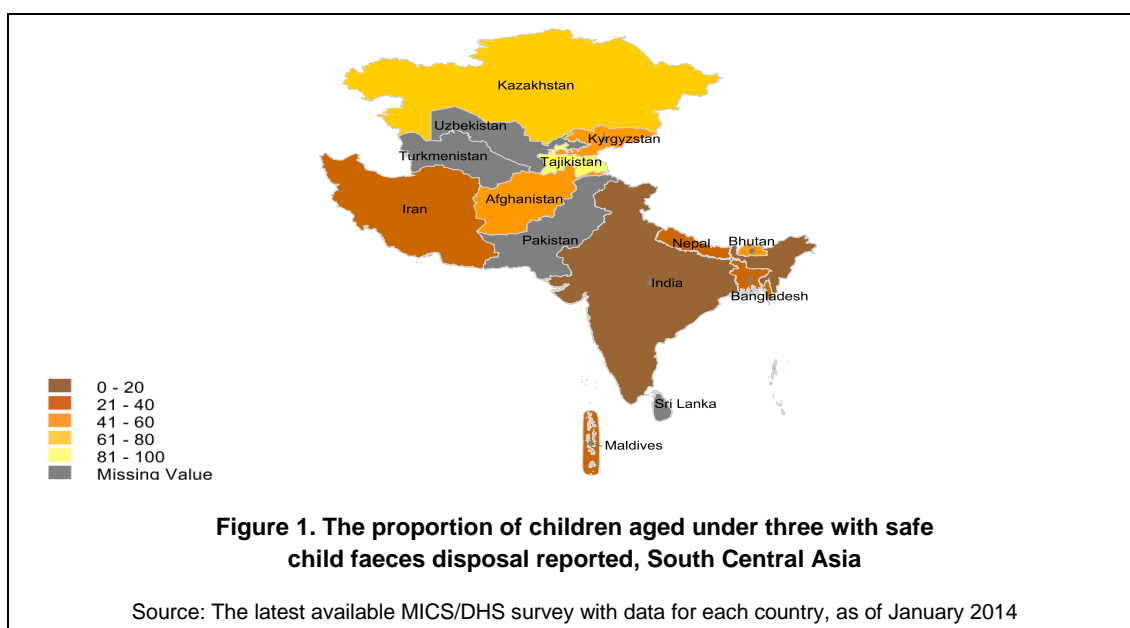 Kazakhstan
Uzbekistan
Kyrgyzstan
Turkmenistan
Tajikistan
Afghanistan
Iran
Pakistan
Nepal
Bhutan
India
Bangladesh
Sri Lanka
Maldives
0 - 20
21 - 40
41 - 60
61 - 80
81 - 100
Missing Value
Figure 1. The proportion of children aged under three with safe
child faeces disposal reported, South Central Asia
Source: The latest available MICS/DHS survey with data for each country, as of January 2014